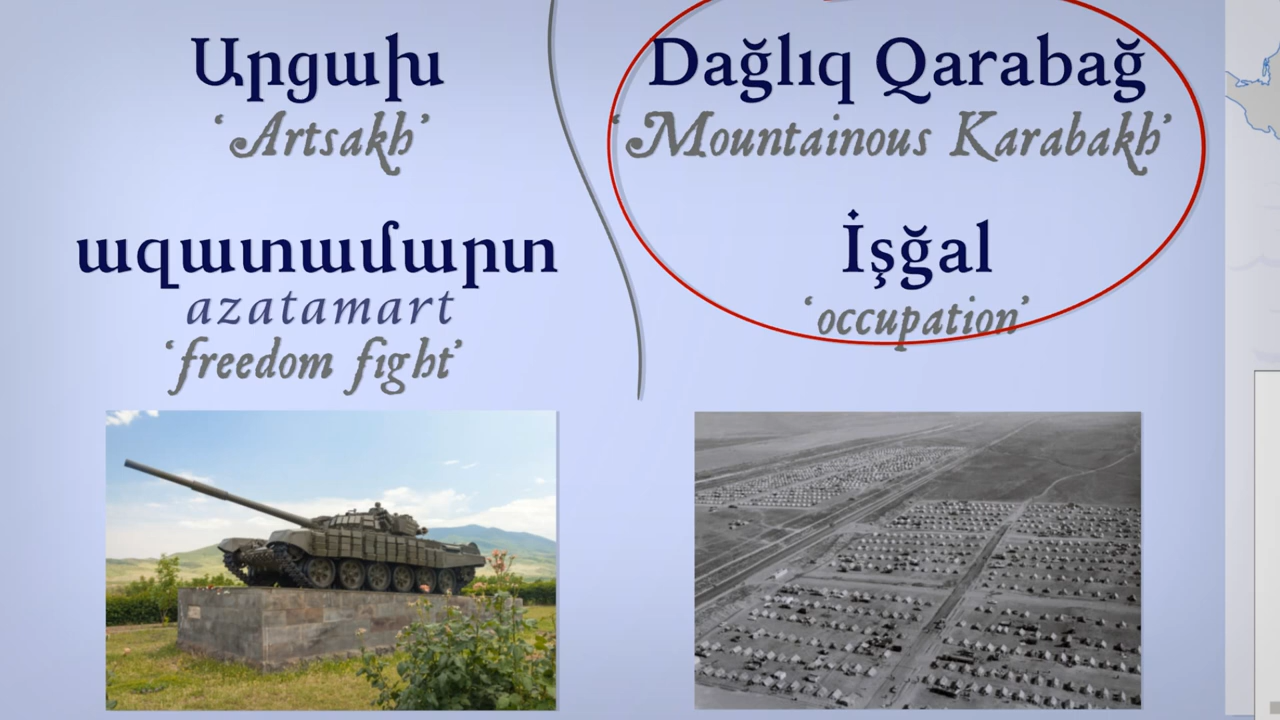 Արցախ
‘Artsakh’
ազատամարտ
azatamart
‘freedom fight’
Dağlıq Qarabağ
‘Mountainous Karabakh’
İşğal
‘occupation’